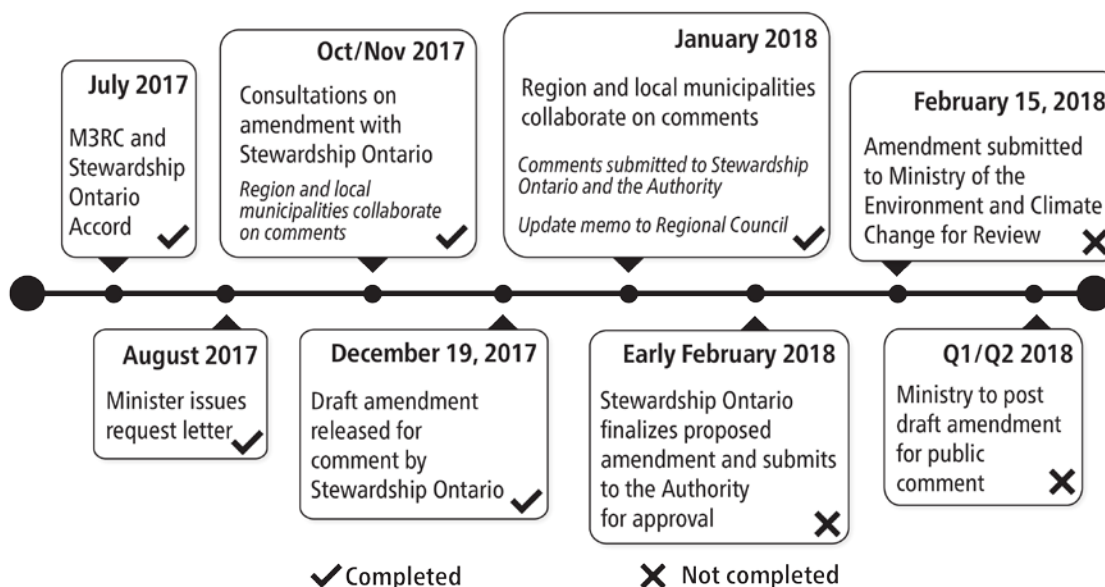 July 2017
M3RC and
Stewardship
Ontario
Accord
August 2017
Minister issues
request letter
Oct/Nov 2017
Consultations on
amendment with
Stewardship Ontario
Region and local
municipalities collaborate
on comments
December 19, 2017
Draft amendment
released for
comment by
Stewardship Ontario
January 2018
Region and local municipalities
collaborate on comments
Comments submitted to Stewardship
Ontario and the Authority
Update memo to Regional Council
Early February 2018
Stewardship Ontario
finalizes proposed
amendment and submits
to the Authority
for approval
February 15, 2018
Amendment submitted
to Ministry of the
Environment and Climate
Change for Review
Q1/Q2 2018
Ministry to post
draft amendment
for public
comment
Completed
Not completed